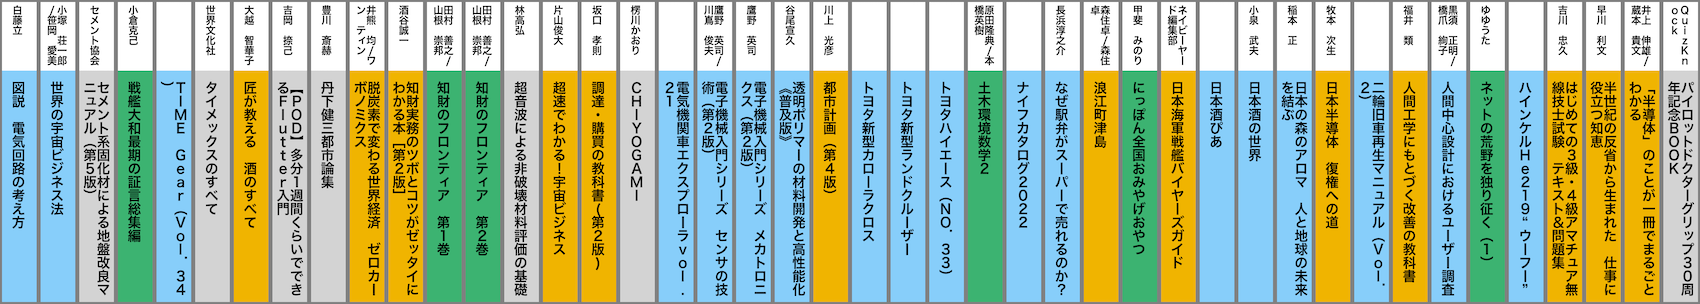 QuizKn
ock
パイロットドクターグリップ30周
年記念BOOK
井上 伸雄/
蔵本 貴文
「半導体」のことが一冊でまるごと
わかる
早川 利文
半世紀の反省から生まれた 仕事に
役立つ知恵
吉川 忠久
はじめての3級・4級アマチュア無
線技士試験 テキスト&問題集
ハインケルHe219“ウーフー”
ゆゆうた
ネットの荒野を独り征く(1)
黒須 正明/
橋爪 絢子
人間中心設計におけるユーザー調査
福井 類
人間工学にもとづく改善の教科書
二輪旧車再生マニュアル(Vol.
2)
牧本 次生
日本半導体 復権への道
稲本 正
日本の森のアロマ 人と地球の未来
を結ぶ
小泉 武夫
日本酒の世界
日本酒ぴあ
ネイビーヤー
ド編集部
日本海軍戦艦バイヤーズガイド
甲斐 みのり
にっぽん全国おみやげおやつ
森住卓/森住
卓
浪江町津島
長浜淳之介
なぜ駅弁がスーパーで売れるのか?
ナイフカタログ2022
原田隆典/本
橋英樹
土木環境数学2
トヨタハイエース(NO.33)
トヨタ新型ランドクルーザー
トヨタ新型カローラクロス
川上 光彦
都市計画(第4版)
谷尾宣久
透明ポリマーの材料開発と高性能化
《普及版》
鷹野 英司
電子機械入門シリーズ メカトロニ
クス(第2版)
鷹野 英司/
川嶌 俊夫
電子機械入門シリーズ センサの技
術(第2版)
電気機関車エクスプローラvol.
21
楞川かおり
CHIYOGAMI
坂口 孝則
調達・購買の教科書(第2版)
片山俊大
超速でわかる!宇宙ビジネス
林高弘
超音波による非破壊材料評価の基礎
田村 善之/
山根 崇邦
知財のフロンティア 第2巻
田村 善之/
山根 崇邦
知財のフロンティア 第1巻
酒谷誠一
知財実務のツボとコツがゼッタイに
わかる本[第2版]
井熊 均/ワ
ン テイン
脱炭素で変わる世界経済 ゼロカー
ボノミクス
豊川 斎赫
丹下健三都市論集
吉岡 捺己
【POD】多分1週間くらいでできる
Flutter入門
大越 智華子
匠が教える 酒のすべて
世界文化社
タイメックスのすべて
TIME Gear(Vol.34
)
小倉克己
戦艦大和最期の証言総集編
セメント協会
セメント系固化材による地盤改良マ
ニュアル(第5版)
小塚 荘一郎
/笹岡 愛美
世界の宇宙ビジネス法
白藤立
図説 電気回路の考え方